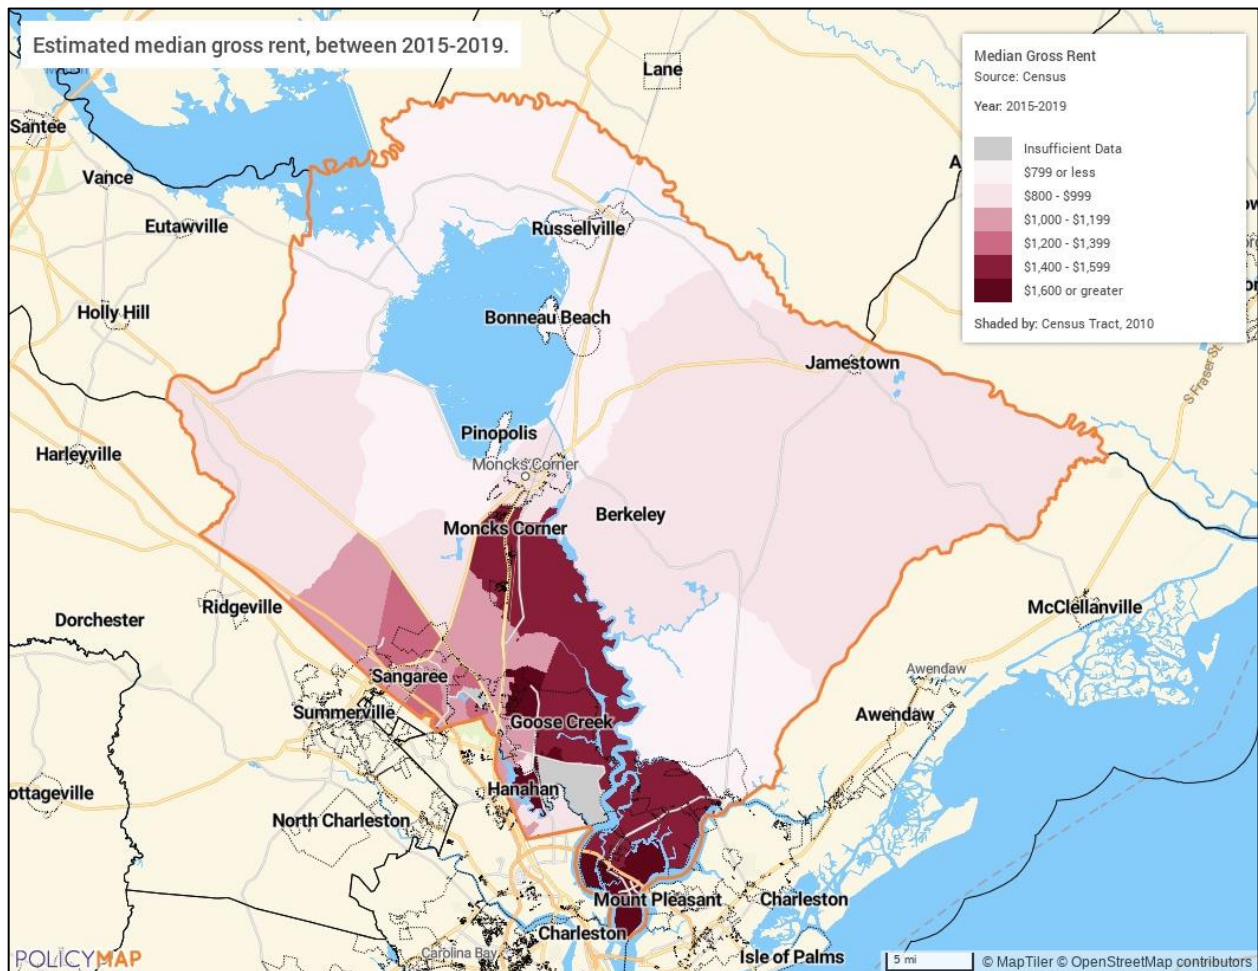 Estimated median gross rent, between 2015-2019.
Median Gross Rent
Source: Census
Year: 2015-2019
Insufficient Data
$799 or less
$800 - $999
$1,000 - $1,199
$1,200 - $1,399
$1,400 - $1,599
$1,600 or greater
Shaded by: Census Tract, 2010
Lane
Santee
Vance
Eutawville
Russellville
Holly Hill
Bonneau Beach
Jamestown
S Fraser St
Pinopolis
Harleyville
Moncks Corner
Berkeley
Moncks Corner
Ridgeville
McClellanville
Dorchester
Awendaw
Sangaree
Summerville
Goose Creek
Awendaw
Hanahan
ottageville
North Charleston
Mount Pleasant
Charleston
Charleston
Carolina Bay
Isle of Palms
POLICYMAP
5 mi
© MapTiler © OpenStreetMap contributors